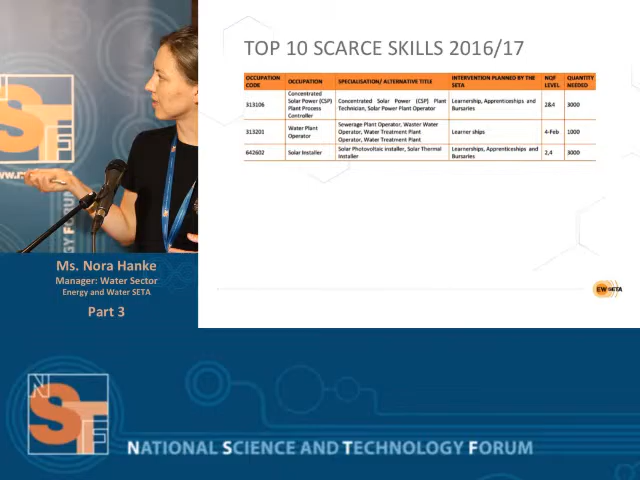 TOP 10 SCARCE SKILLS 2016/17
OCCUPATION CODE OCCUPATION SPECIALISATION/ ALTERNATIVE TITLE INTERVENTION PLANNED BY THE SETA NQF LEVEL QUANTITY NEEDED
313106 Concentrated Solar Power (CSP) Plant Process Controller Concentrated Solar Power (CSP) Plant Technician, Solar Power Plant Operator Learnership, Apprenticeships and Bursaries 2&4 3000
313201 Water Plant Operator Sewerage Plant Operator, Waster Water Operator, Water Treatment Plant Operator, Water Treatment Plant Learner ships 4-Feb 1000
642602 Solar Installer Solar Photovoltaic installer, Solar Thermal Installer Learnerships, Apprenticeships and Bursaries 2,4 3000
EWSETA
NSTF
GY FORUM
Ms. Nora Hanke
Manager: Water Sector
Energy and Water SETA
Part 3
NSTF
NATIONAL SCIENCE AND TECHNOLOGY FORUM